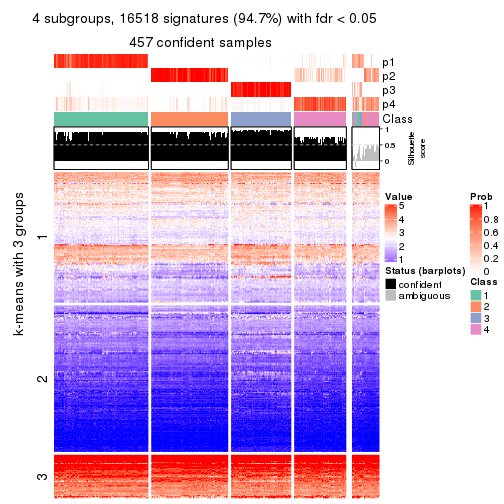 4 subgroups, 16518 signatures (94.7%) with fdr < 0.05
457 confident samples
p1
p2
p3
p4
Class
1
0.5
0
Silhouette
score
k-means with 3 groups
1
2
3
Value
5
4
3
2
1
Status (barplots)
confident
ambiguous
Prob
1
0.8
0.6
0.4
0.2
0
Class
1
2
3
4